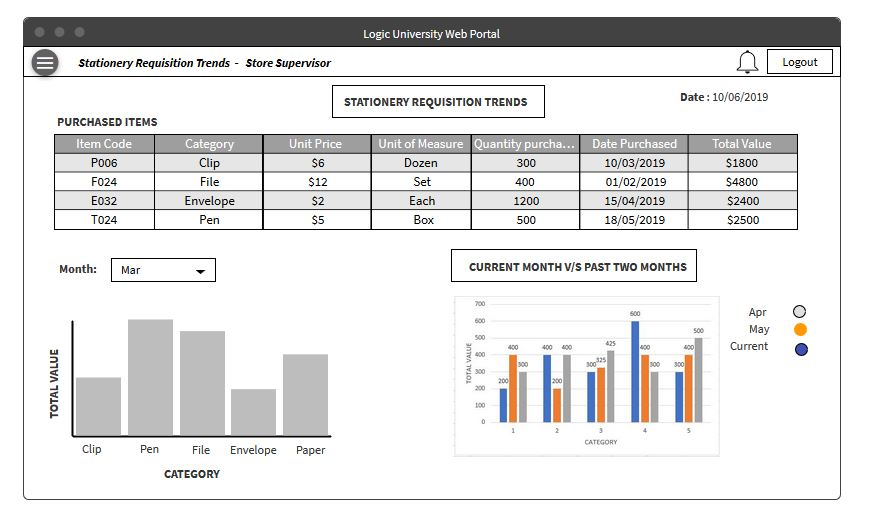 Logic University Web Portal
Stationery Requisition Trends - Store Supervisor
Logout
STATIONERY REQUISITION TRENDS
Date : 10/06/2019
PURCHASED ITEMS
Item Code Category Unit Price Unit of Measure Quantity purcha... Date Purchased Total Value
P006 Clip $6 Dozen 300 10/03/2019 $1800
F024 File $12 Set 400 01/02/2019 $4800
E032 Envelope $2 Each 1200 15/04/2019 $2400
T024 Pen $5 Box 500 18/05/2019 $2500
Month: Mar
TOTAL VALUE
Clip Pen File Envelope Paper
CATEGORY
CURRENT MONTH V/S PAST TWO MONTHS
TOTAL VALUE
700
600
500
400
300
200
100
0
200 400 300
400 200 400
300 325 425
600 400 300
300 400 500
1 2 3 4 5
CATEGORY
Apr
May
Current